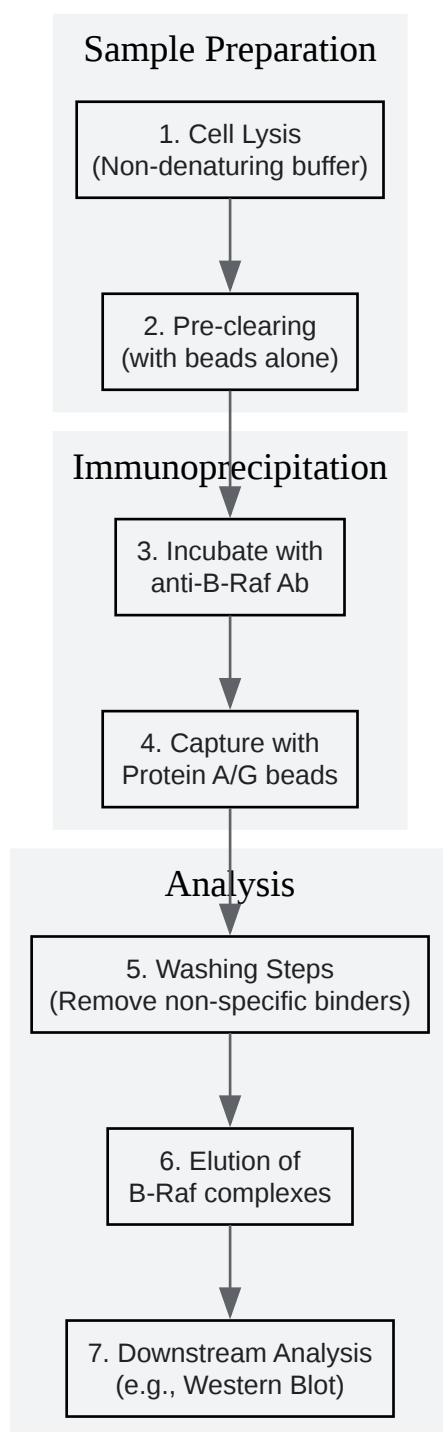 Sample Preparation
1. Cell Lysis
(Non-denaturing buffer)
2. Pre-clearing
(with beads alone)
Immunoprecipitation
3. Incubate with
anti-B-Raf Ab
4. Capture with
Protein A/G beads
Analysis
5. Washing Steps
(Remove non-specific binders)
6. Elution of
B-Raf complexes
7. Downstream Analysis
(e.g., Western Blot)